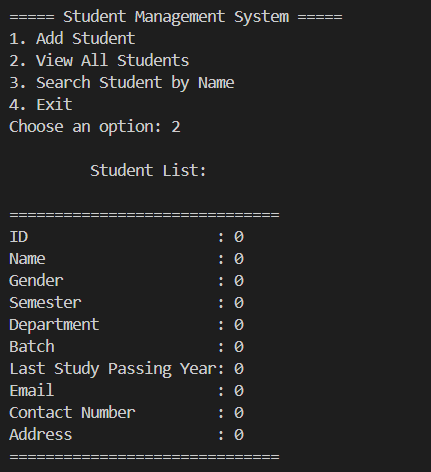 ===== Student Management System =====
1. Add Student
2. View All Students
3. Search Student by Name
4. Exit
Choose an option: 2
Student List:
==============================
ID                     : 0
Name                   : 0
Gender                 : 0
Semester               : 0
Department             : 0
Batch                  : 0
Last Study Passing Year: 0
Email                  : 0
Contact Number         : 0
Address                : 0
==============================